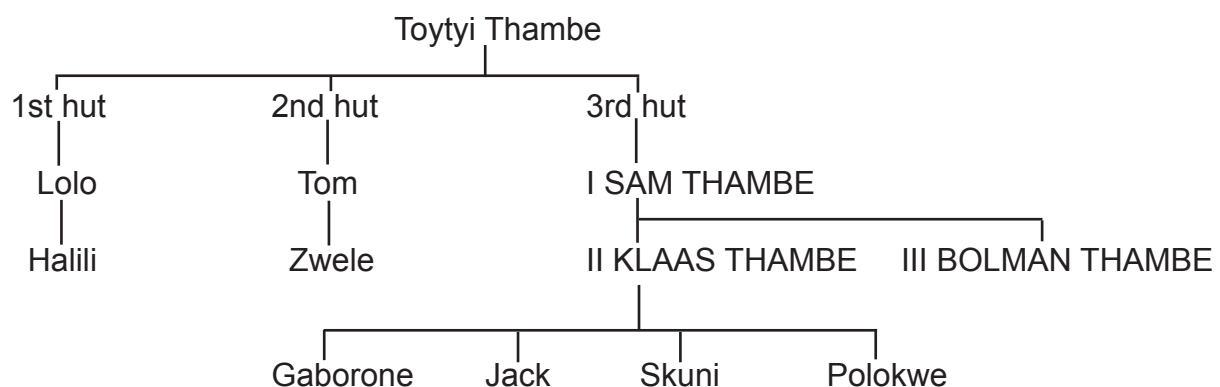 Toytyi Thambe
1st hut 2nd hut 3rd hut
Lolo Tom I SAM THAMBE
Halili Zwele II KLAAS THAMBE III BOLMAN THAMBE
Gaborone Jack Skuni Polokwe